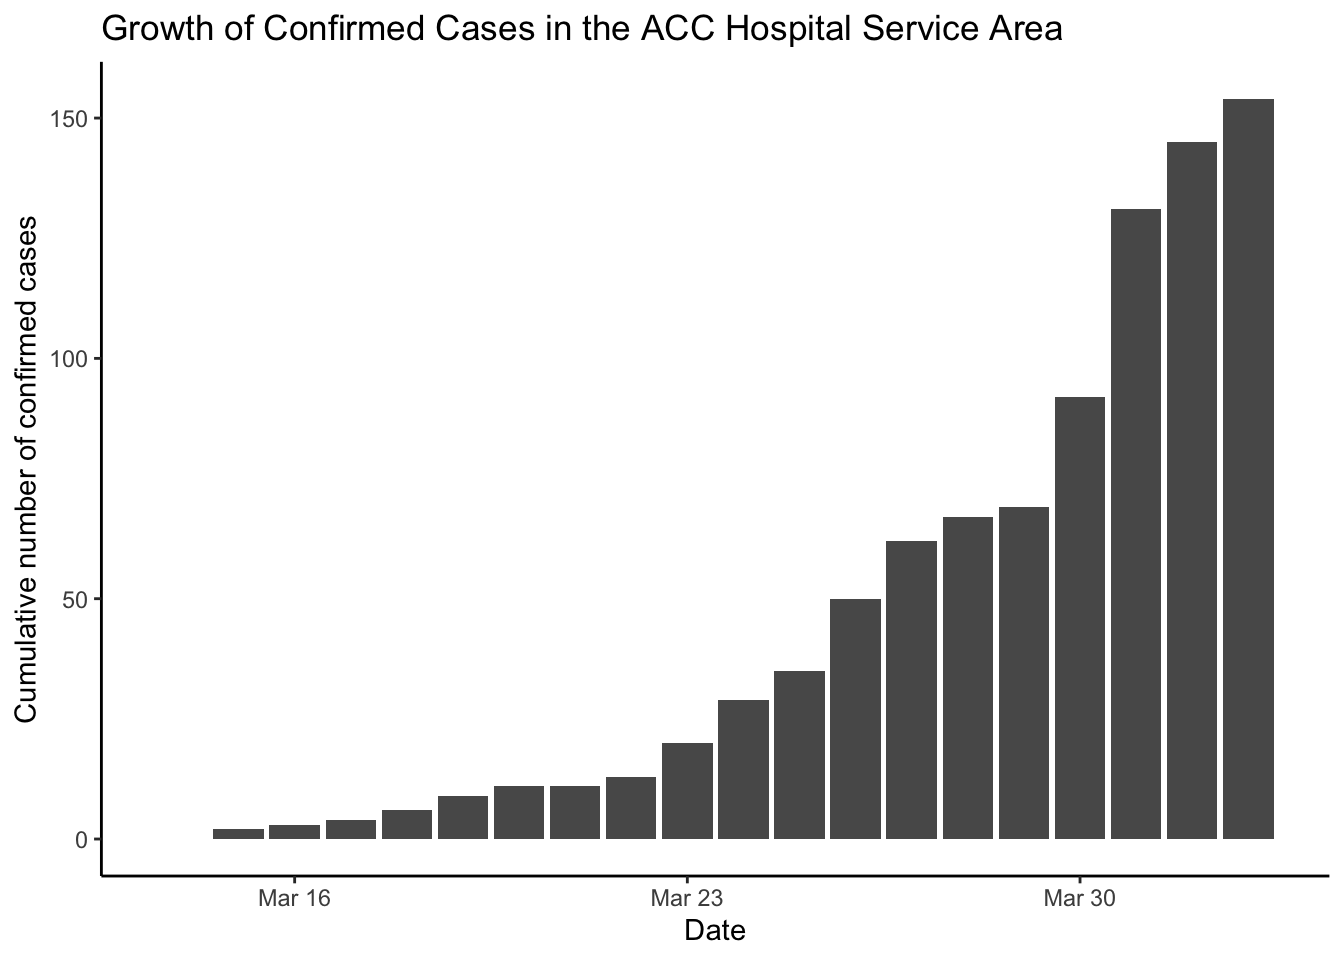 Growth of Confirmed Cases in the ACC Hospital Service Area
Cumulative number of confirmed cases
150
100
50
0
Mar 16
Mar 23
Mar 30
Date